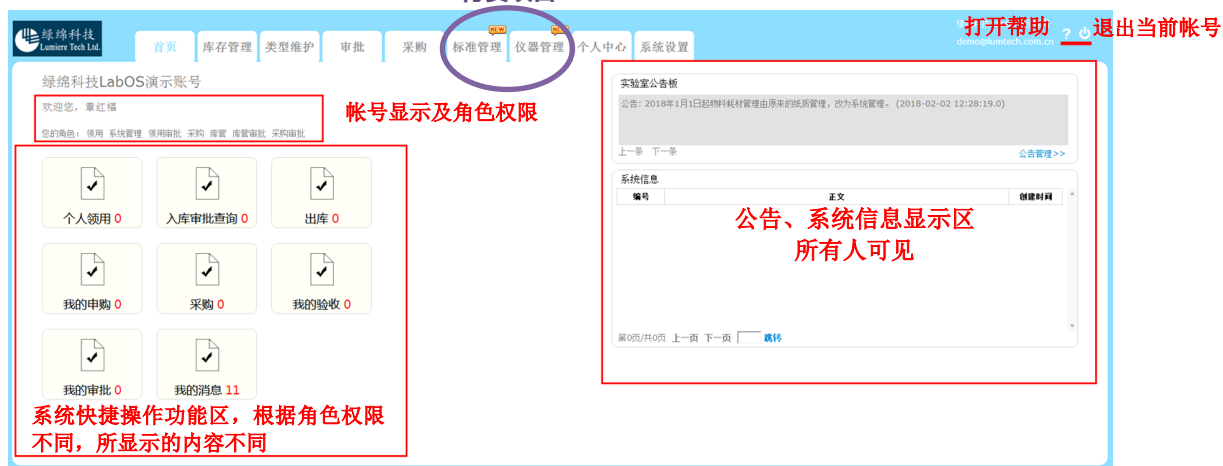 绿绵科技
Lumiere Tech Ltd.
首页 库存管理 类型维护 审批 采购 标准管理 仪器管理 个人中心 系统设置
NEW
打开帮助 ? 退出当前帐号
demo@lumtech.com.cn
绿绵科技LabOS演示账号
欢迎您，章红福
您的角色： 领用 系统管理 领用审批 采购 库管 库管审批 采购审批
帐号显示及角色权限
个人领用 0 入库审批查询 0 出库 0
我的申购 0 采购 0 我的验收 0
我的审批 0 我的消息 11
系统快捷操作功能区，根据角色权限
不同，所显示的内容不同
实验室公告板
公告: 2018年1月1日起物料耗材管理由原来的纸质管理，改为系统管理。 (2018-02-02 12:28:19.0)
上一条 下一条 公告管理>>
系统信息
编号 正文 创建时间
公告、系统信息显示区
所有人可见
第0页/共0页 上一页 下一页 跳转